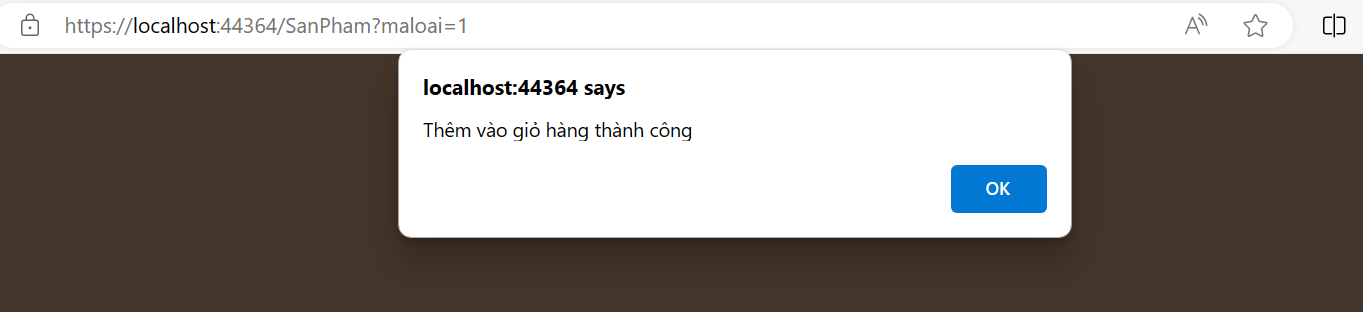 https://localhost:44364/SanPham?maloai=1
localhost:44364 says
Thêm vào giỏ hàng thành công
OK